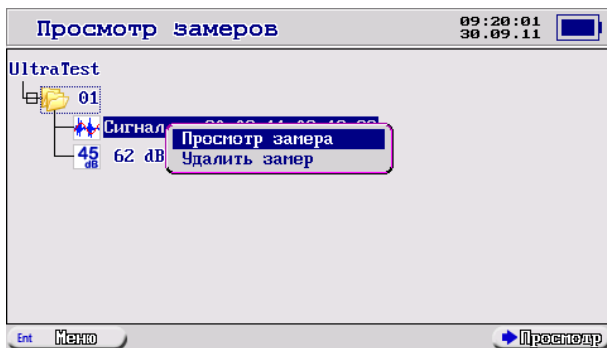 Просмотр замеров
09:20:01
30.09.11
UltraTest
01
Сигнал
Просмотр замера
45 dB
62 dB
Удалить замер
Ent Меню
Просмотр